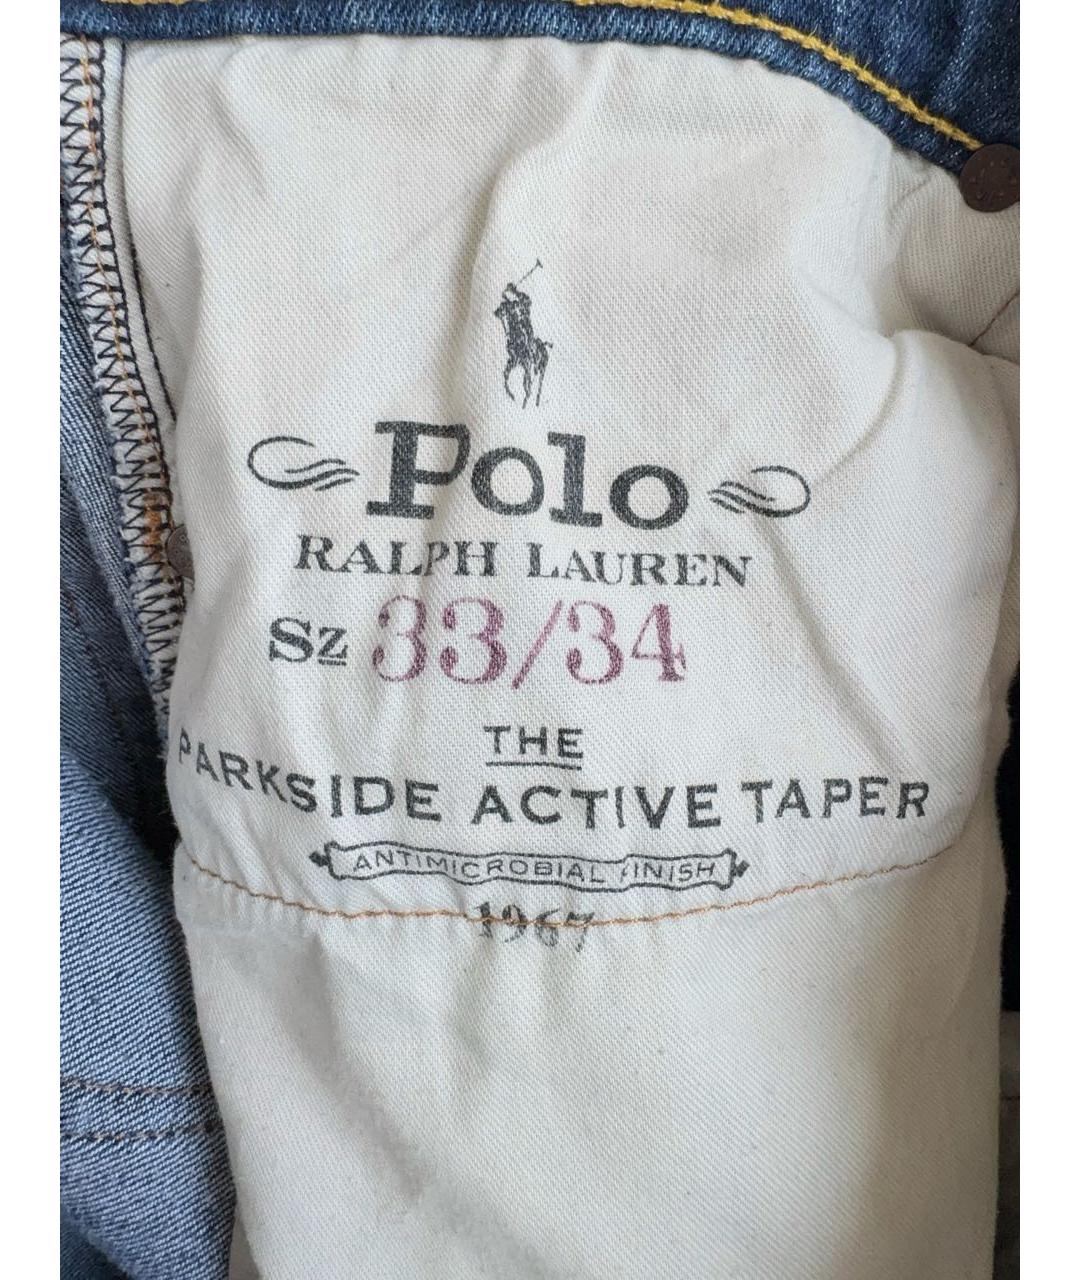 Polo
RALPH LAUREN
Sz 33/34
THE
PARKSIDE ACTIVE TAPER
ANTIMICROBIAL FINISH
1967